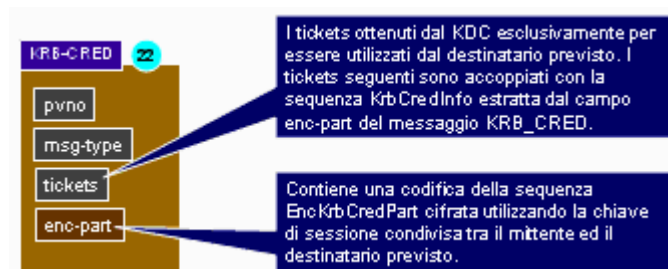 KRB-CRED 22
pvno
msg-type
tickets
enc-part
I tickets ottenuti dal KDC esclusivamente per
essere utilizzati dal destinatario previsto. I
tickets seguenti sono accoppiati con la
sequenza KrbCredInfo estratta dal campo
enc-part del messaggio KRB_CRED.
Contiene una codifica della sequenza
EncKrbCredPart cifrata utilizzando la chiave
di sessione condivisa tra il mittente ed il
destinatario previsto.